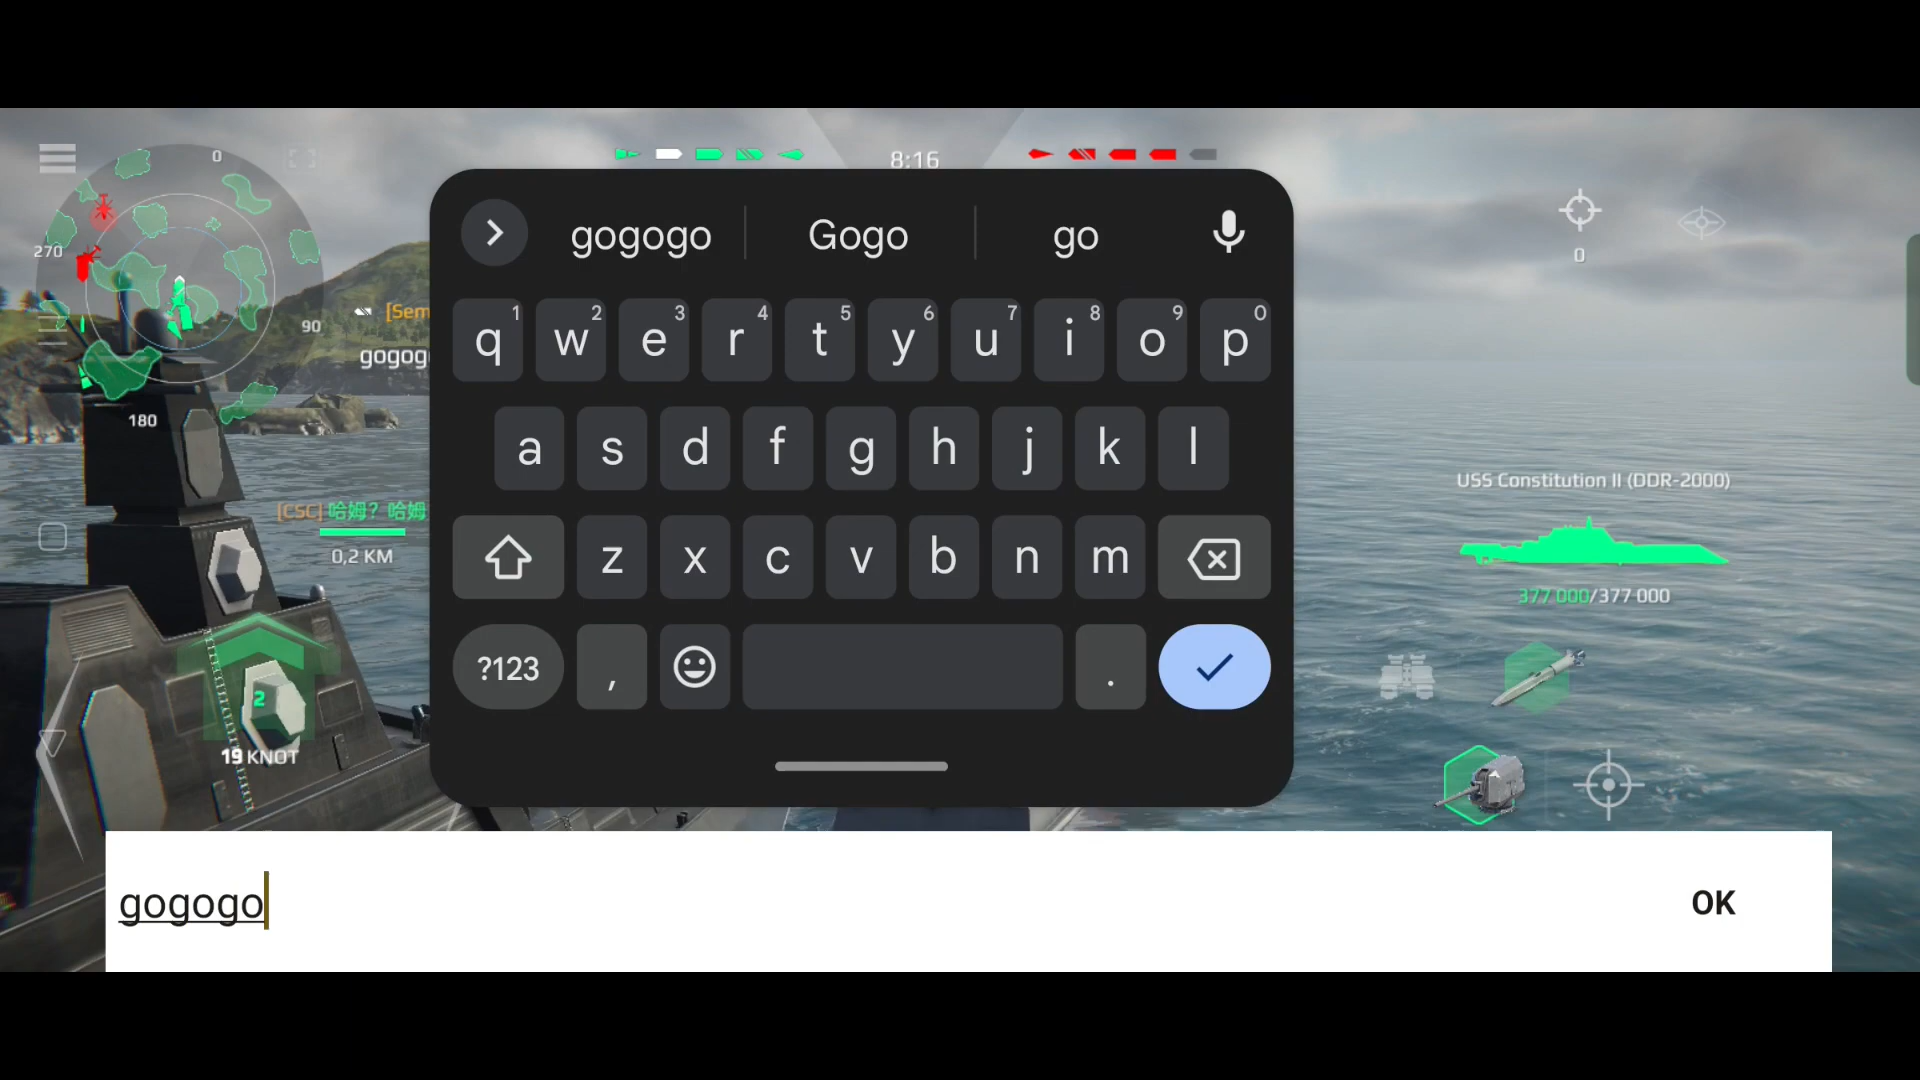 0
8:16
270
90
180
[Sem
gogog
[CSC] 哈姆？哈姆
0,2 KM
2
19 KNOT
gogogo
Gogo
go
q 1 w 2 e 3 r 4 t 5 y 6 u 7 i 8 o 9 p 0
a s d f g h j k l
z x c v b n m
?123 , .
0
USS Constitution II (DDR-2000)
377 000/377 000
gogogo
OK